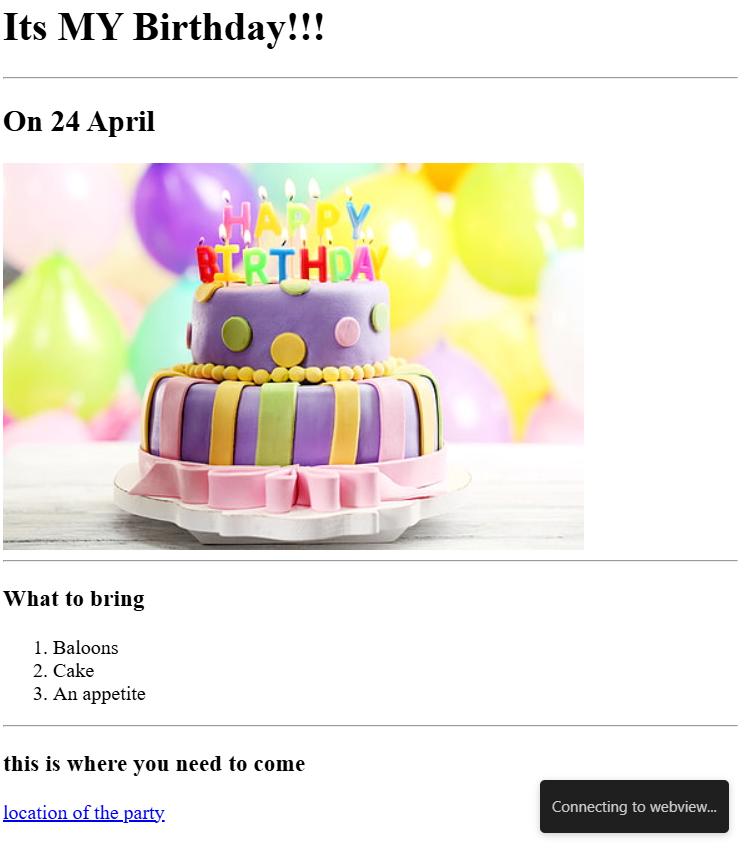 Its MY Birthday!!!
On 24 April
HAPPY
BIRTHDAY
What to bring
1. Baloons
2. Cake
3. An appetite
this is where you need to come
location of the party
Connecting to webview...